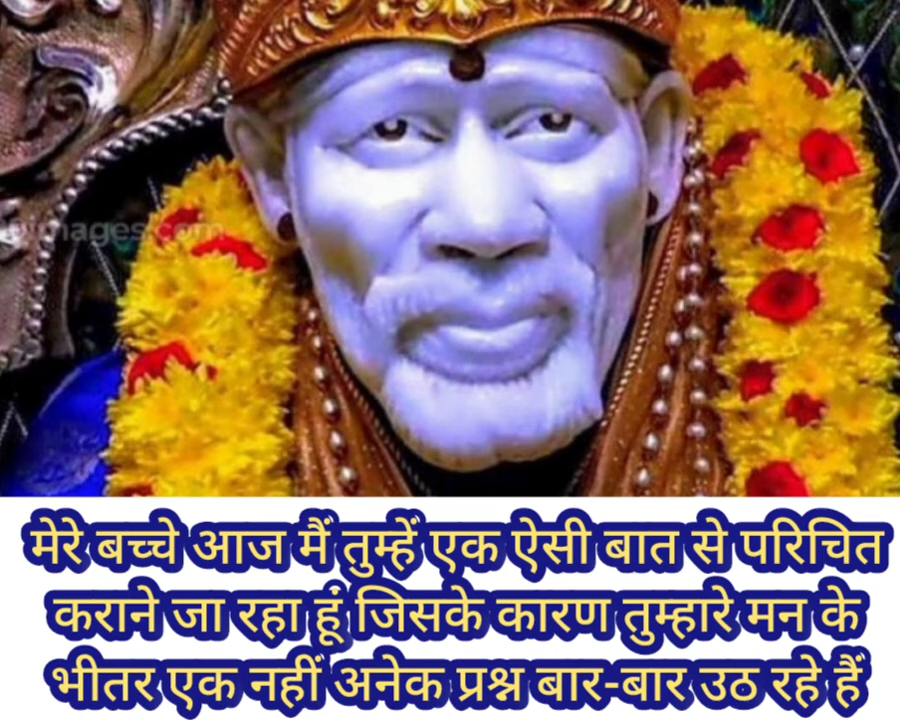 मेरे बच्चे आज मैं तुम्हें एक ऐसी बात से परिचित
कराने जा रहा हूं जिसके कारण तुम्हारे मन के
भीतर एक नहीं अनेक प्रश्न बार-बार उठ रहे हैं